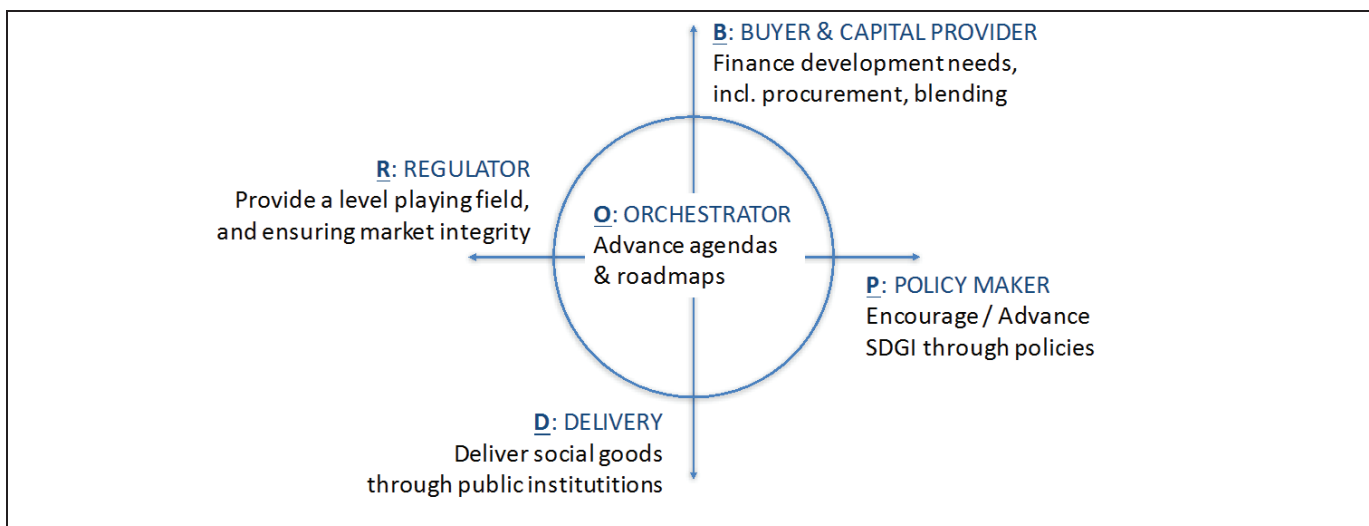 B: BUYER & CAPITAL PROVIDER
Finance development needs,
incl. procurement, blending
R: REGULATOR
Provide a level playing field,
and ensuring market integrity
O: ORCHESTRATOR
Advance agendas
& roadmaps
P: POLICY MAKER
Encourage / Advance
SDGI through policies
D: DELIVERY
Deliver social goods
through public institutitions